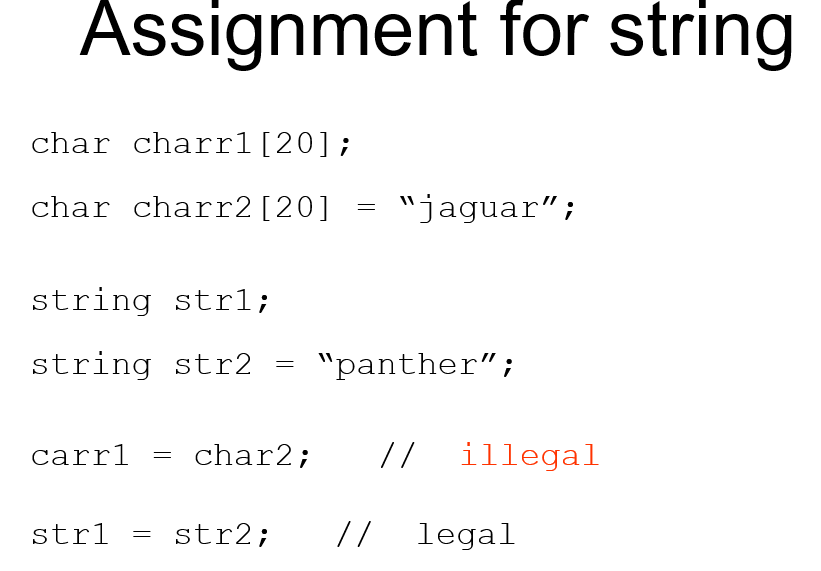 Assignment for string
char charr1[20];
char charr2[20] = “jaguar”;
string str1;
string str2 = “panther”;
carr1 = char2;   //  illegal
str1 = str2;   //  legal